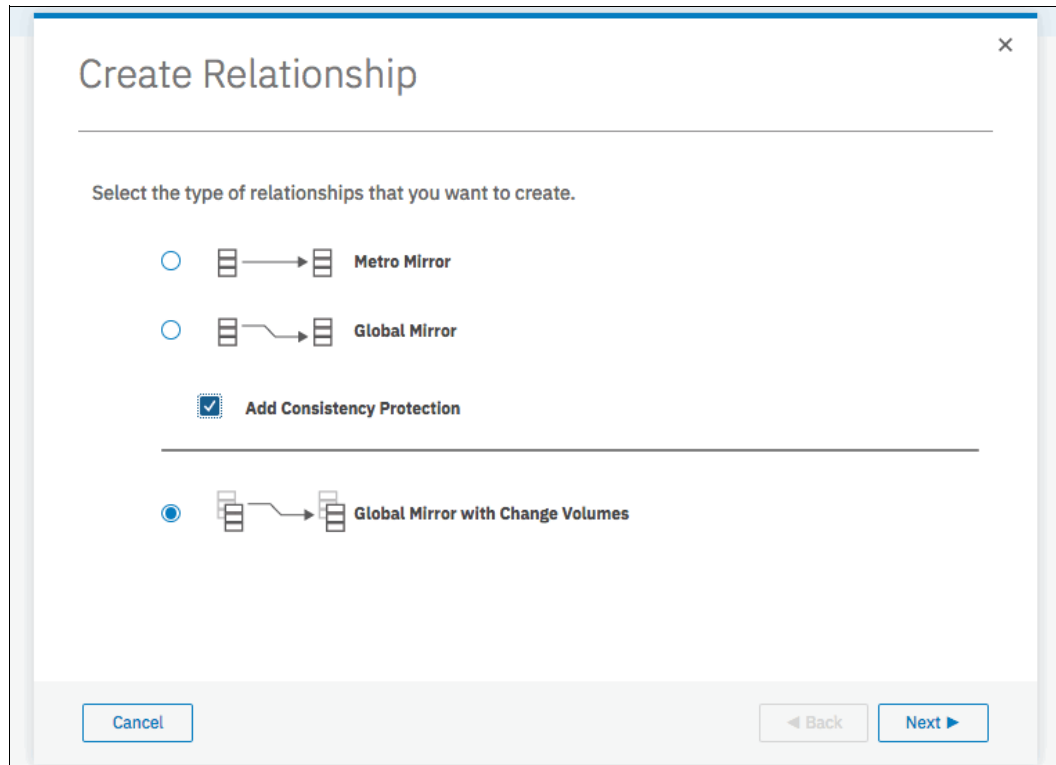 Create Relationship
Select the type of relationships that you want to create.
Metro Mirror
Global Mirror
Add Consistency Protection
Global Mirror with Change Volumes
Cancel
Back
Next